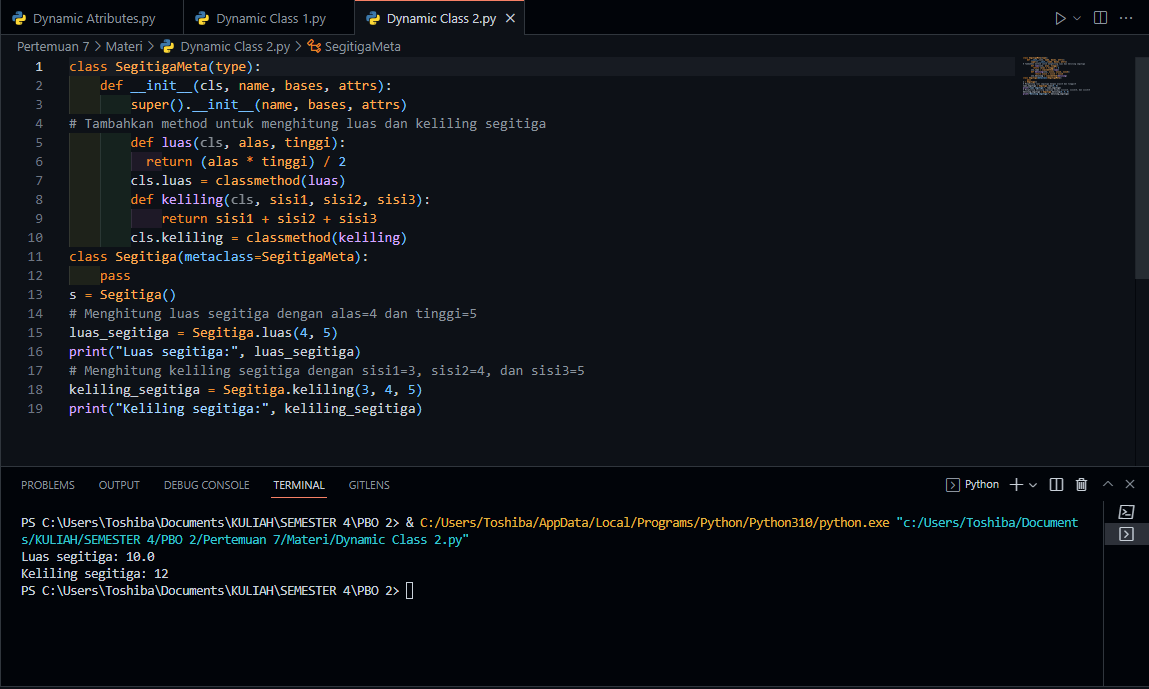 Dynamic Atributes.py Dynamic Class 1.py Dynamic Class 2.py
Pertemuan 7 > Materi > Dynamic Class 2.py > SegitigaMeta
1 class SegitigaMeta(type):
2     def __init__(cls, name, bases, attrs):
3         super().__init__(name, bases, attrs)
4 # Tambahkan method untuk menghitung luas dan keliling segitiga
5         def luas(cls, alas, tinggi):
6           return (alas * tinggi) / 2
7         cls.luas = classmethod(luas)
8         def keliling(cls, sisi1, sisi2, sisi3):
9             return sisi1 + sisi2 + sisi3
10         cls.keliling = classmethod(keliling)
11 class Segitiga(metaclass=SegitigaMeta):
12     pass
13 s = Segitiga()
14 # Menghitung luas segitiga dengan alas=4 dan tinggi=5
15 luas_segitiga = Segitiga.luas(4, 5)
16 print("Luas segitiga:", luas_segitiga)
17 # Menghitung keliling segitiga dengan sisi1=3, sisi2=4, dan sisi3=5
18 keliling_segitiga = Segitiga.keliling(3, 4, 5)
19 print("Keliling segitiga:", keliling_segitiga)
PROBLEMS OUTPUT DEBUG CONSOLE TERMINAL GITLENS Python
PS C:\Users\Toshiba\Documents\KULIAH\SEMESTER 4\PBO 2> & C:/Users/Toshiba/AppData/Local/Programs/Python/Python310/python.exe "c:/Users/Toshiba/Document
s/KULIAH/SEMESTER 4/PBO 2/Pertemuan 7/Materi/Dynamic Class 2.py"
Luas segitiga: 10.0
Keliling segitiga: 12
PS C:\Users\Toshiba\Documents\KULIAH\SEMESTER 4\PBO 2>